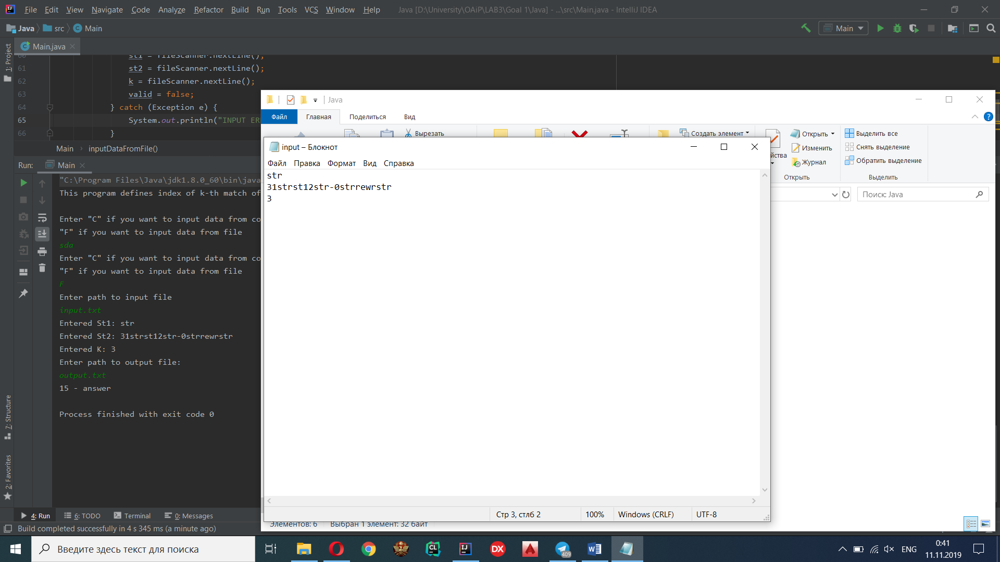 File Edit View Navigate Code Analyze Refactor Build Run Tools VCS Window Help Java [D:\University\OAiP\LAB3\Goal 1\Java] - ...\src\Main.java - IntelliJ IDEA
Java src Main
Main
Main.java
1: Project
60 st1 = fileScanner.nextLine();
61 st2 = fileScanner.nextLine();
62 k = fileScanner.nextLine();
63 valid = false;
64 } catch (Exception e) {
65 System.out.println("INPUT ER
66 }
Main inputDataFromFile()
Run: Main
"C:\Program Files\Java\jdk1.8.0_60\bin\java
This program defines index of k-th match of
Enter "C" if you want to input data from co
"F" if you want to input data from file
sda
Enter "C" if you want to input data from co
"F" if you want to input data from file
F
Enter path to input file
input.txt
Entered St1: str
Entered St2: 31strst12str-0strrewrstr
Entered K: 3
Enter path to output file:
output.txt
15 - answer
Process finished with exit code 0
7: Structure
2: Favorites
4: Run 6: TODO Terminal 0: Messages
Build completed successfully in 4 s 345 ms (a minute ago)
Java
Файл Главная Поделиться Вид
Вырезать
Создать элемент
Открыть
Изменить
Журнал
Открыть
Выделить все
Снять выделение
Обратить выделение
Выделить
Поиск: Java
input – Блокнот
Файл Правка Формат Вид Справка
str
31strst12str-0strrewrstr
3
Стр 3, стлб 2 100% Windows (CRLF) UTF-8
Элементов: 6 Выбран 1 элемент: 32 байт
Введите здесь текст для поиска
CL
IJ
DX
409
ENG
0:41
11.11.2019